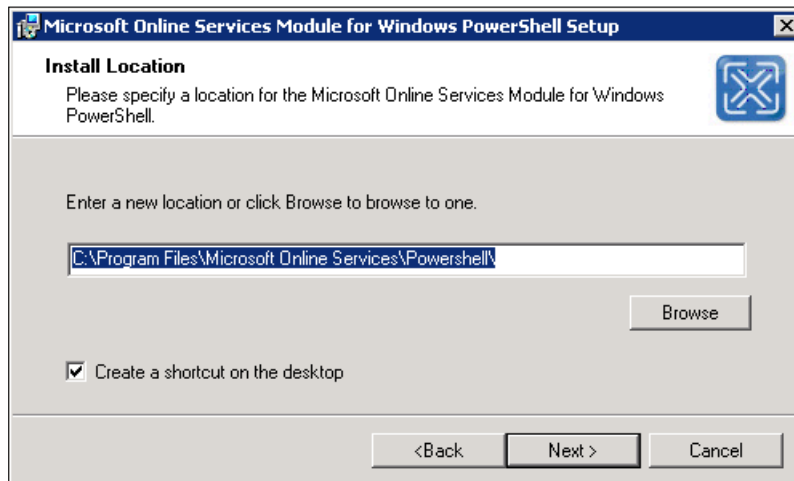 Microsoft Online Services Module for Windows PowerShell Setup
Install Location
Please specify a location for the Microsoft Online Services Module for Windows
PowerShell.
Enter a new location or click Browse to browse to one.
C:\Program Files\Microsoft Online Services\Powershell\
Browse
Create a shortcut on the desktop
<Back Next > Cancel